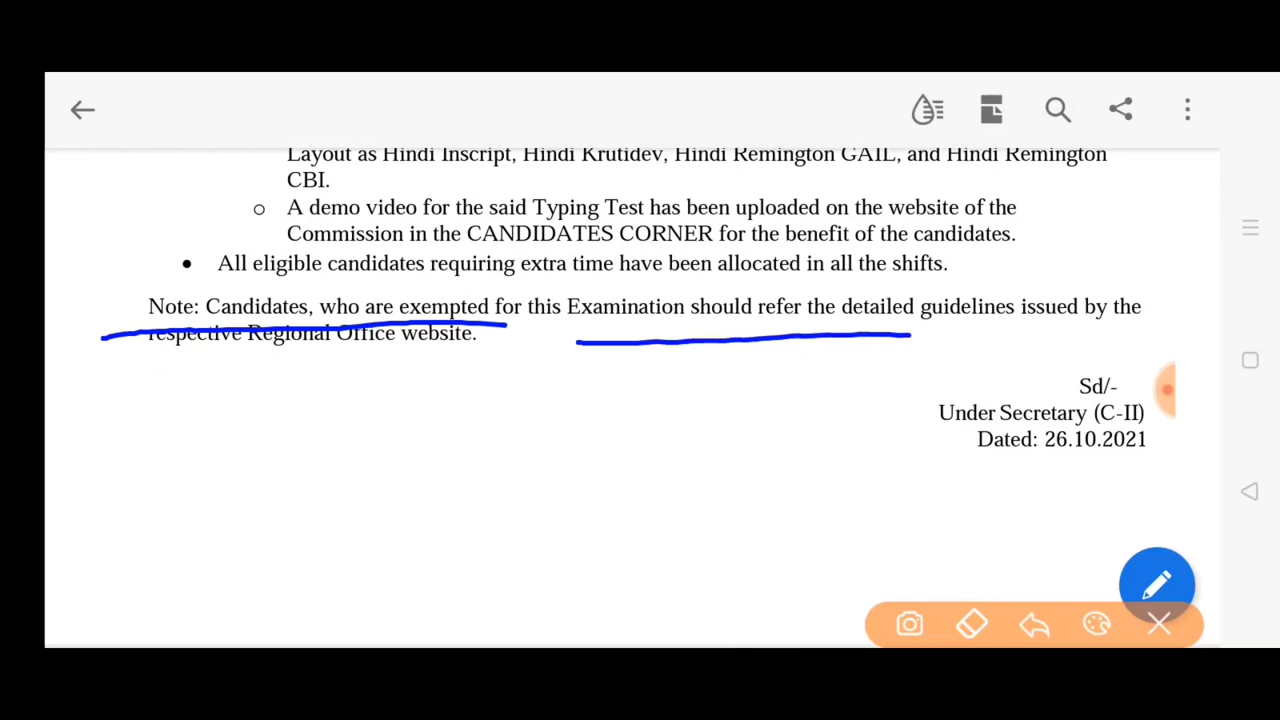 Layout as Hindi Inscript, Hindi Krutidev, Hindi Remington GAIL, and Hindi Remington
CBI.
o A demo video for the said Typing Test has been uploaded on the website of the
Commission in the CANDIDATES CORNER for the benefit of the candidates.
• All eligible candidates requiring extra time have been allocated in all the shifts.
Note: Candidates, who are exempted for this Examination should refer the detailed guidelines issued by the
respective Regional Office website.
Sd/-
Under Secretary (C-II)
Dated: 26.10.2021